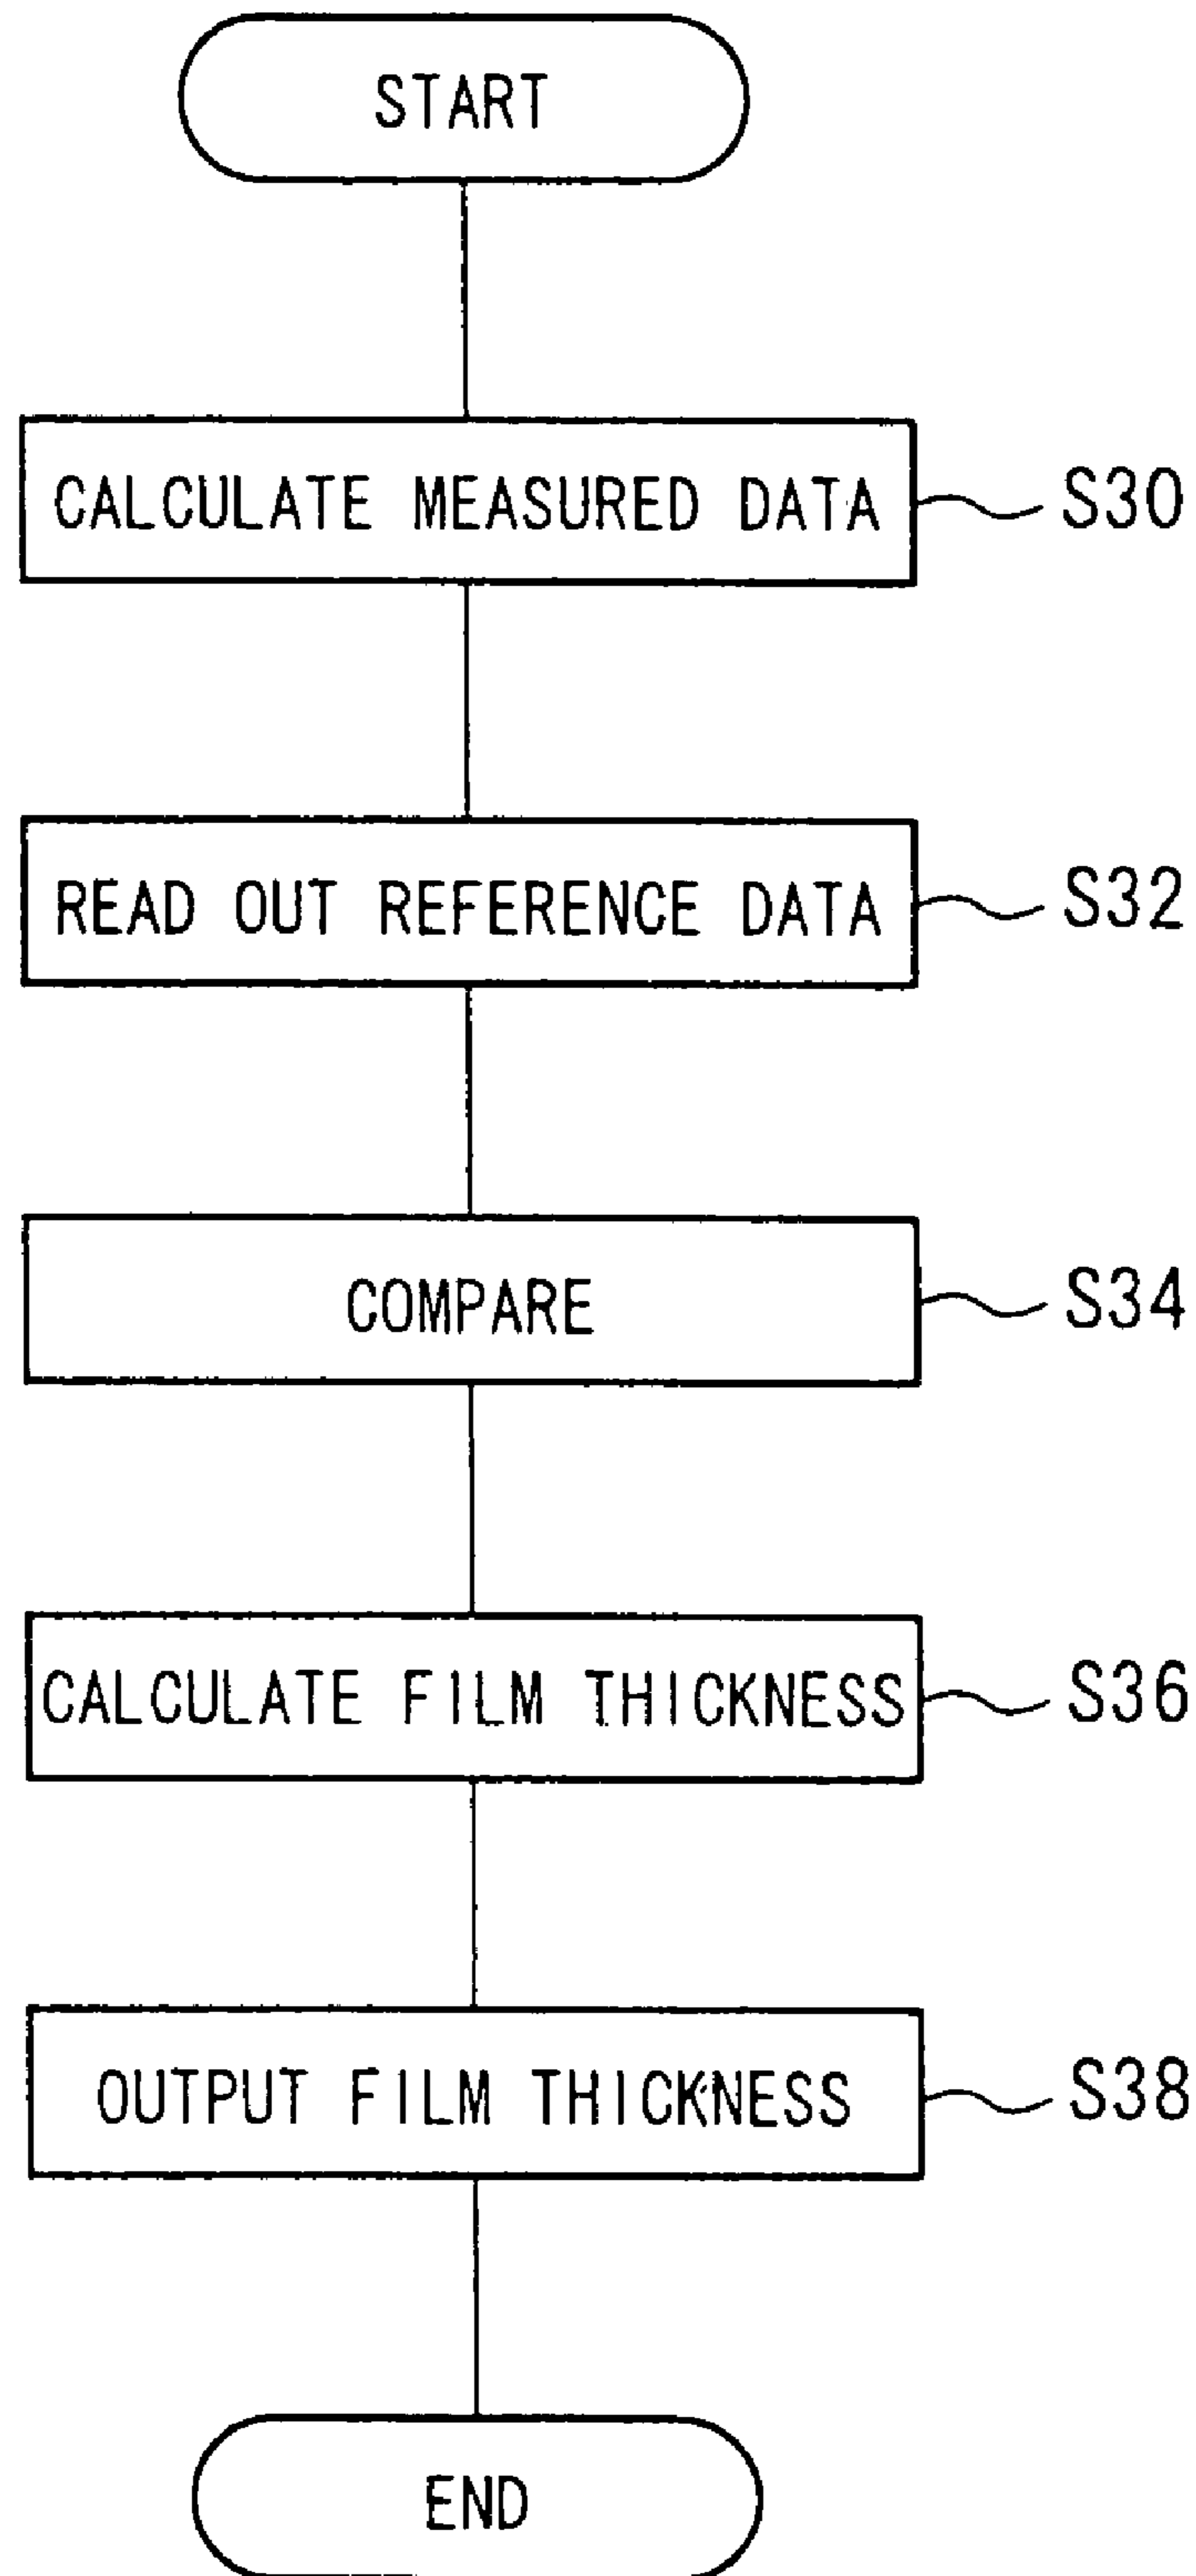 START
CALCULATE MEASURED DATA S30
READ OUT REFERENCE DATA S32
COMPARE S34
CALCULATE FILM THICKNESS S36
OUTPUT FILM THICKNESS S38
END